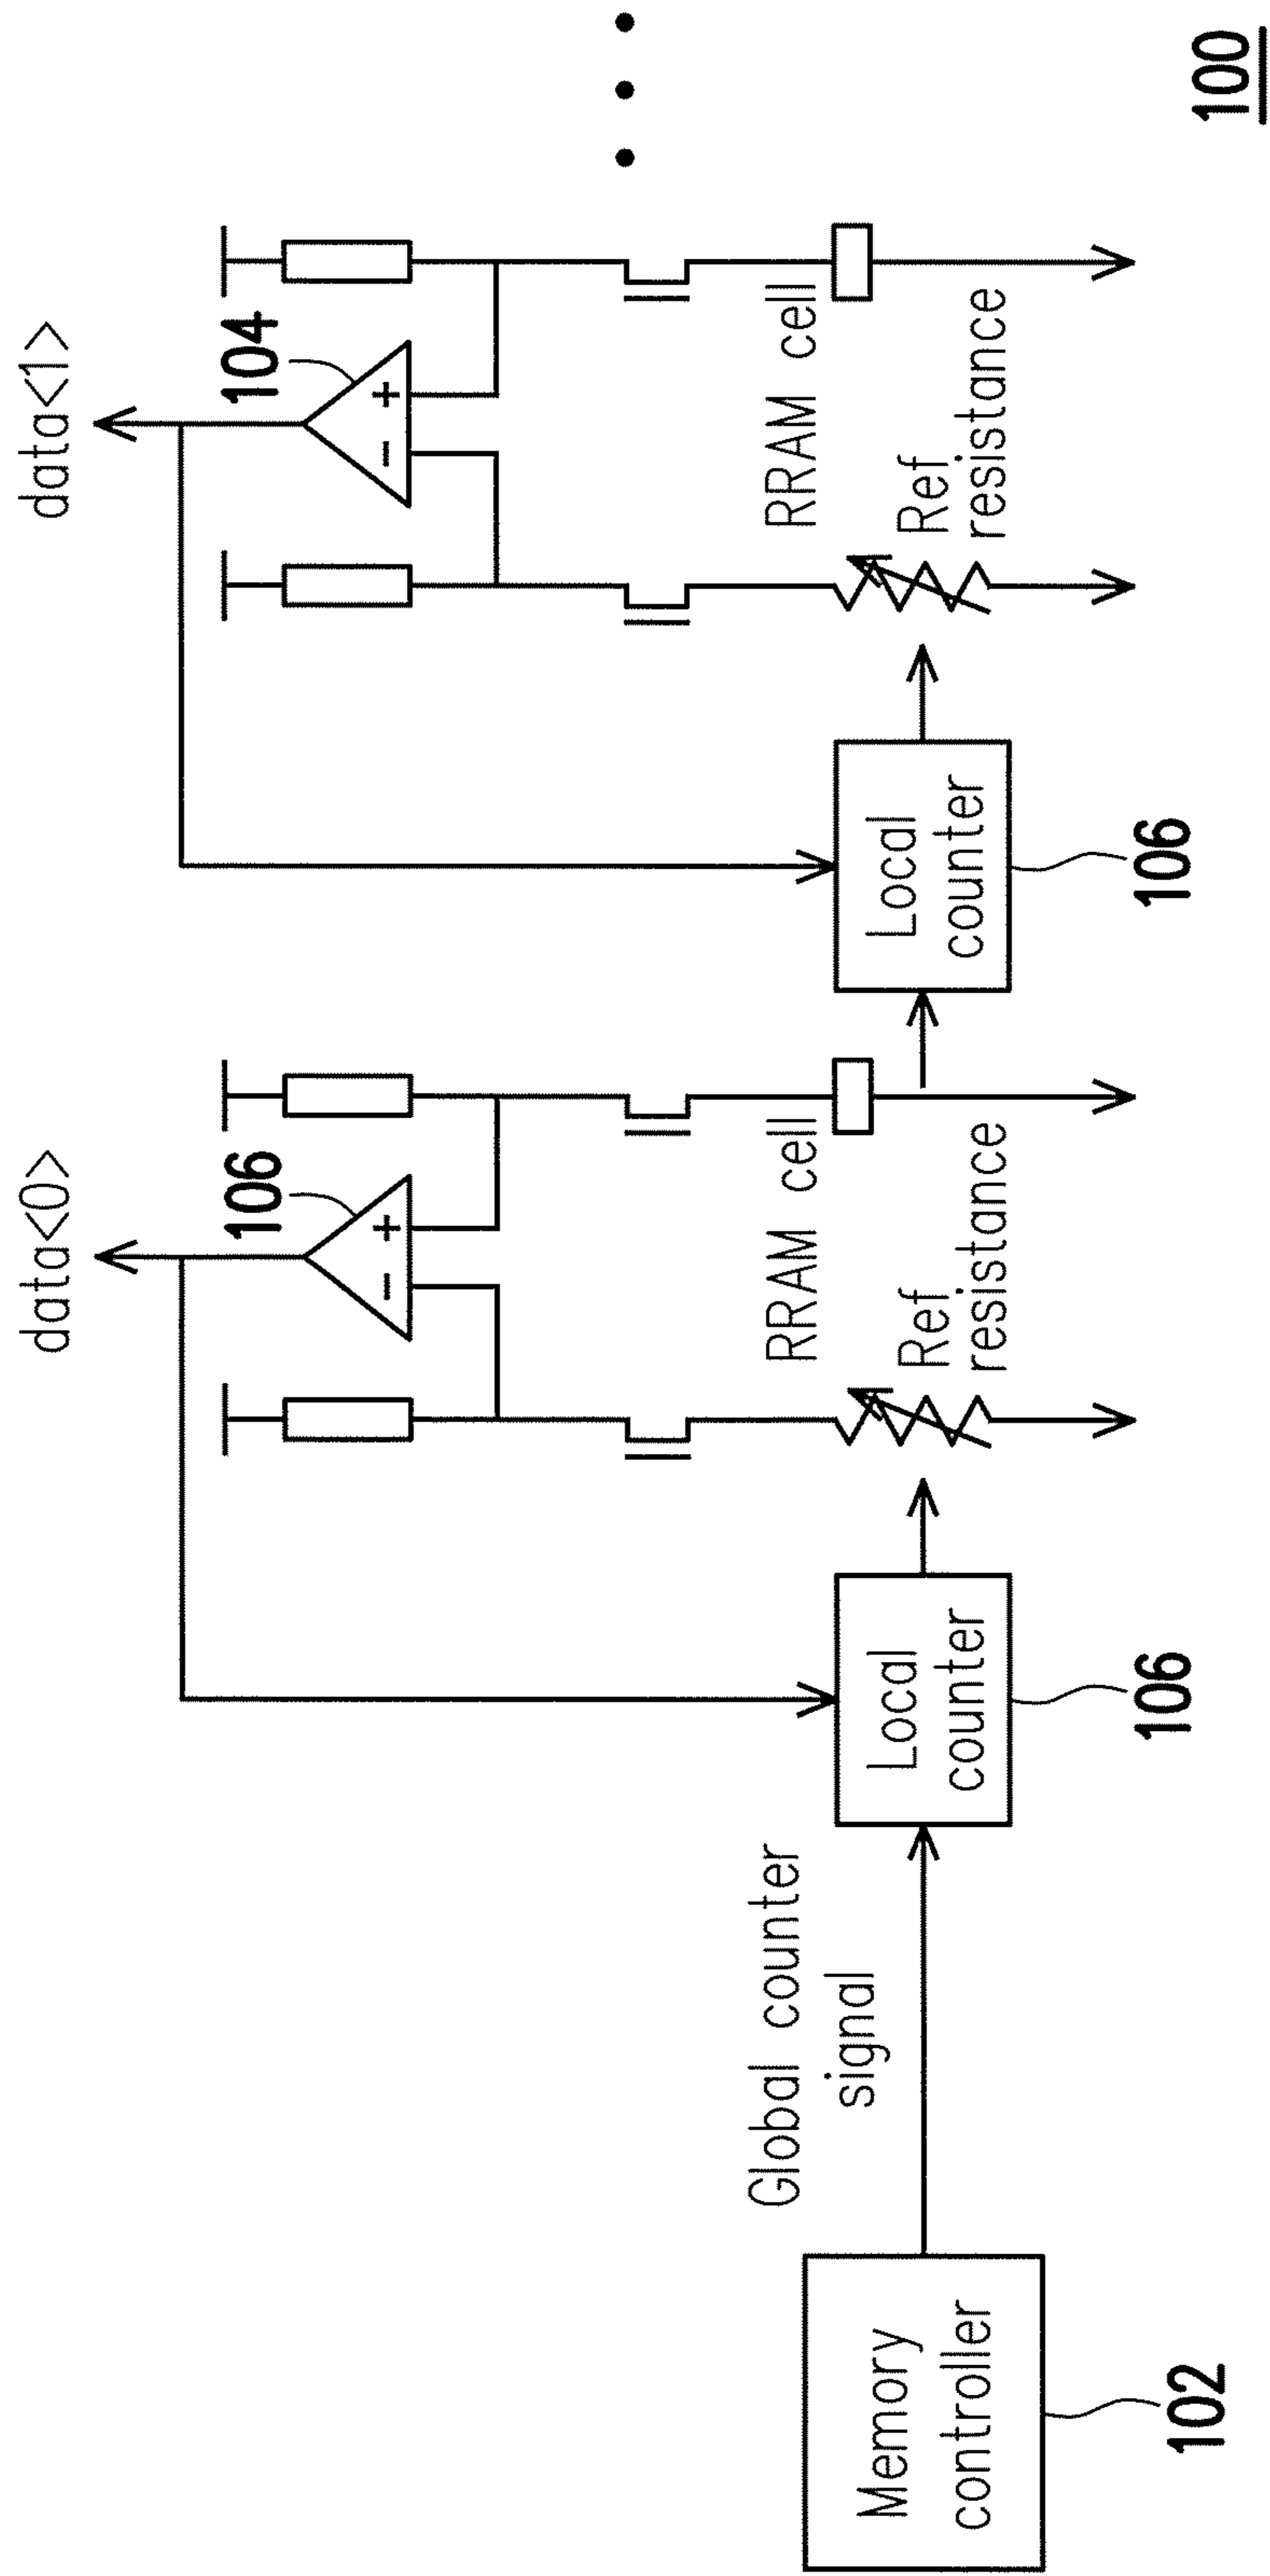 data<0>
data<1>
106
104
Global counter
signal
RRAM cell
RRAM cell
Memory
controller
Local
counter
Ref
resistance
Local
counter
Ref
resistance
102
106
106
100
- +
- +